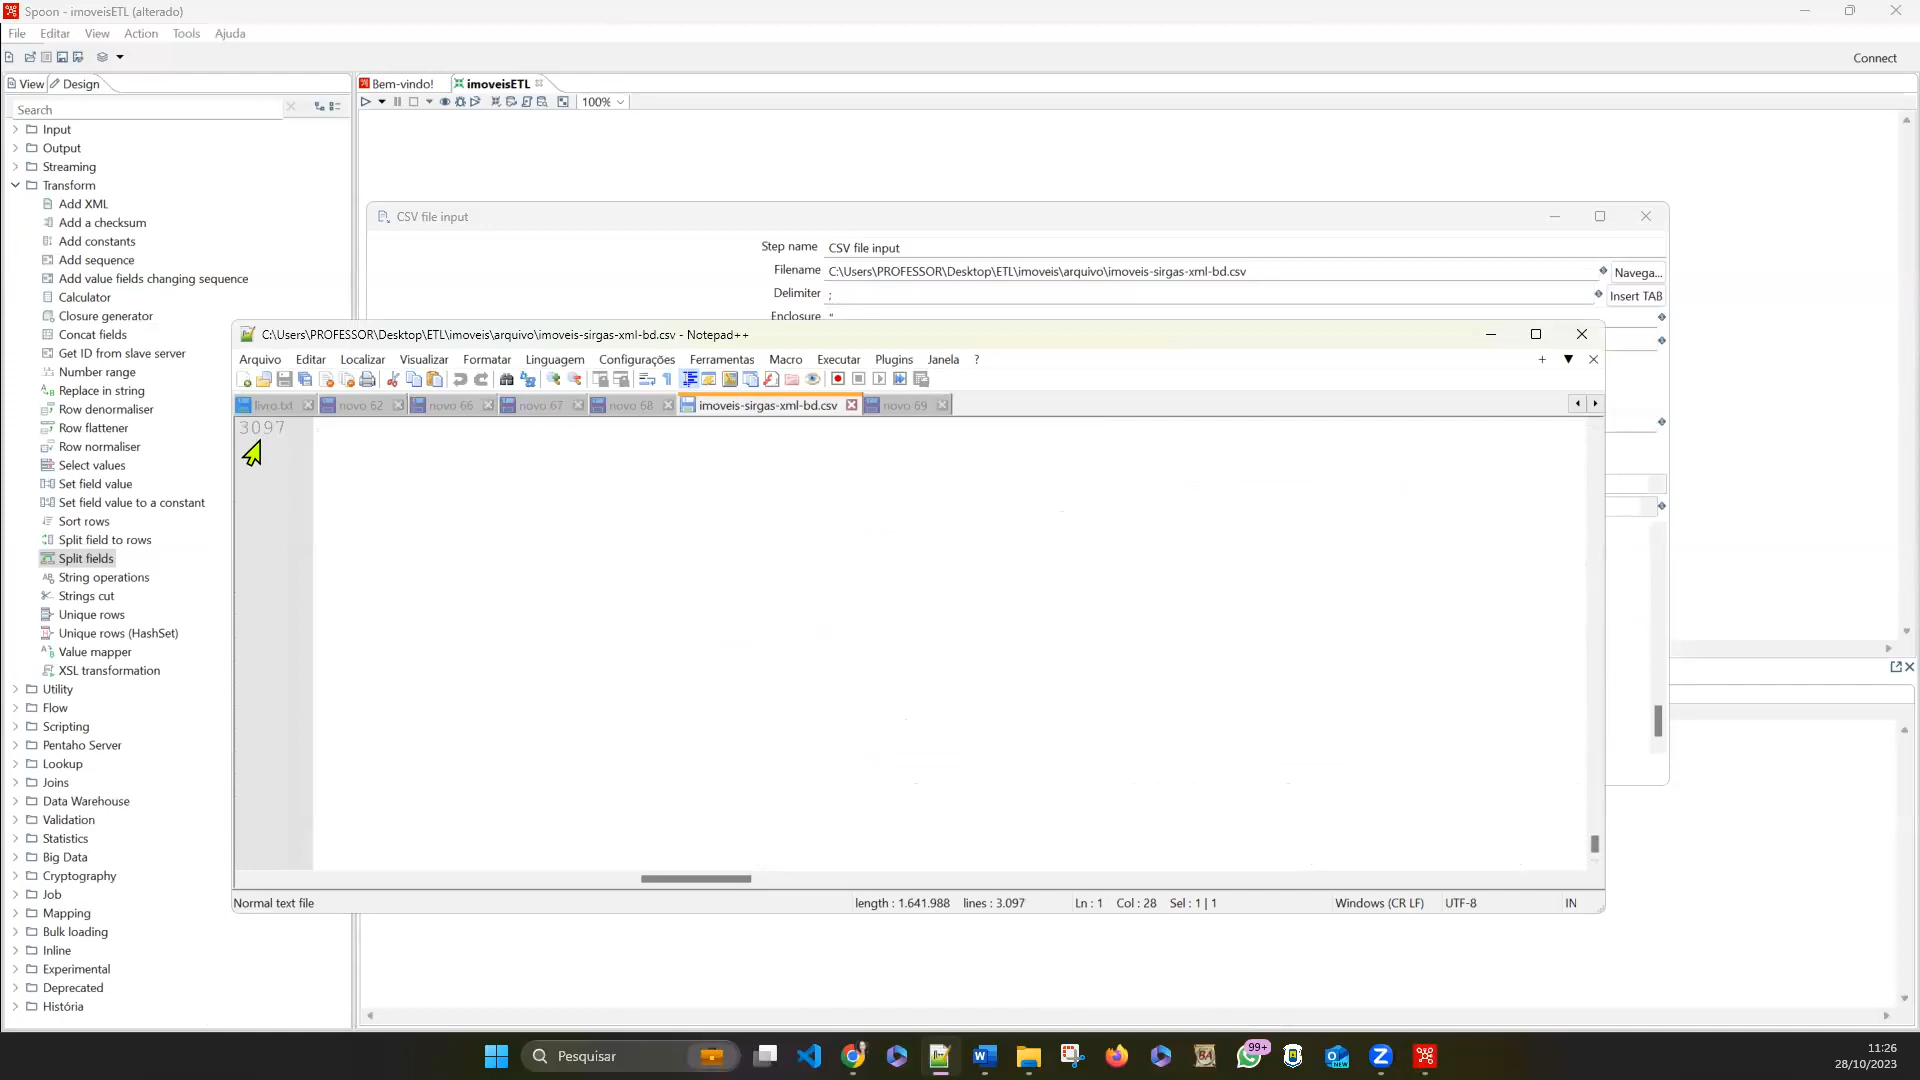 Spoon - imoveisETL (alterado)
File Editar View Action Tools Ajuda
Connect
View Design
Bem-vindo! imoveisETL
100%
Search
Input
Output
Streaming
Transform
Add XML
Add a checksum
Add constants
Add sequence
Add value fields changing sequence
Calculator
Closure generator
Concat fields
Get ID from slave server
Number range
Replace in string
Row denormaliser
Row flattener
Row normaliser
Select values
Set field value
Set field value to a constant
Sort rows
Split field to rows
Split fields
String operations
Strings cut
Unique rows
Unique rows (HashSet)
Value mapper
XSL transformation
Utility
Flow
Scripting
Pentaho Server
Lookup
Joins
Data Warehouse
Validation
Statistics
Big Data
Cryptography
Job
Mapping
Bulk loading
Inline
Experimental
Deprecated
História
CSV file input
Step name CSV file input
Filename C:\Users\PROFESSOR\Desktop\ETL\imoveis\arquivo\imoveis-sirgas-xml-bd.csv Navega...
Delimiter ; Insert TAB
Enclosure "
C:\Users\PROFESSOR\Desktop\ETL\imoveis\arquivo\imoveis-sirgas-xml-bd.csv - Notepad++
Arquivo Editar Localizar Visualizar Formatar Linguagem Configurações Ferramentas Macro Executar Plugins Janela ?
livro.txt novo 62 novo 66 novo 67 novo 68 imoveis-sirgas-xml-bd.csv novo 69
3097
Normal text file length : 1.641.988 lines : 3.097 Ln : 1 Col : 28 Sel : 1 | 1 Windows (CR LF) UTF-8 IN
Pesquisar
99+
11:26
28/10/2023